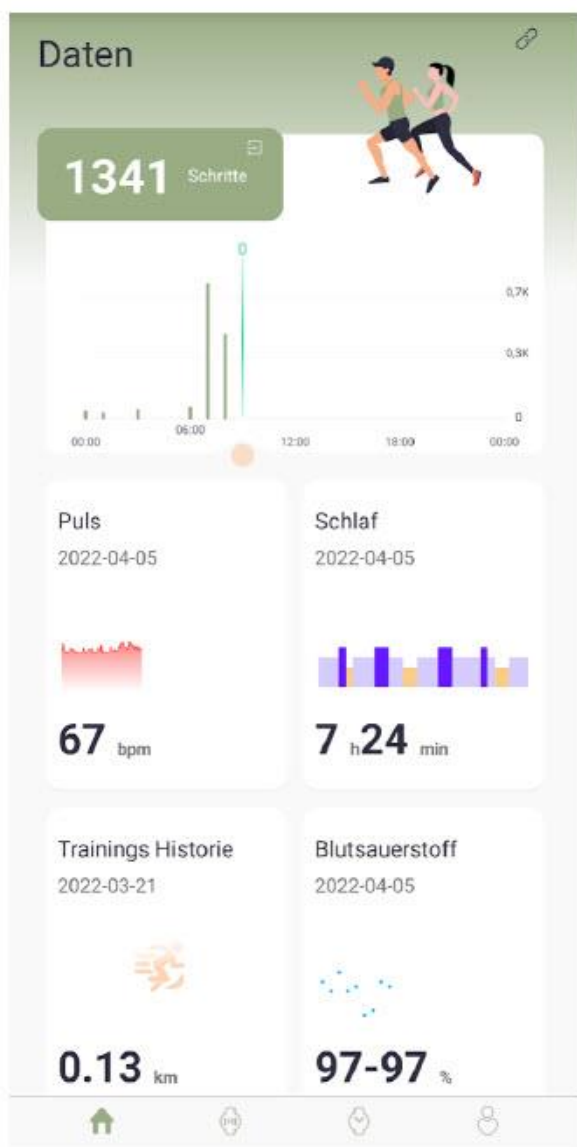 Daten
1341 Schritte
0
0,7K
0,3K
0
06:00
00:00 12:00 18:00 00:00
Puls
2022-04-05
67 bpm
Schlaf
2022-04-05
7 h 24 min
Trainings Historie
2022-03-21
0.13 km
Blutsauerstoff
2022-04-05
97-97 %